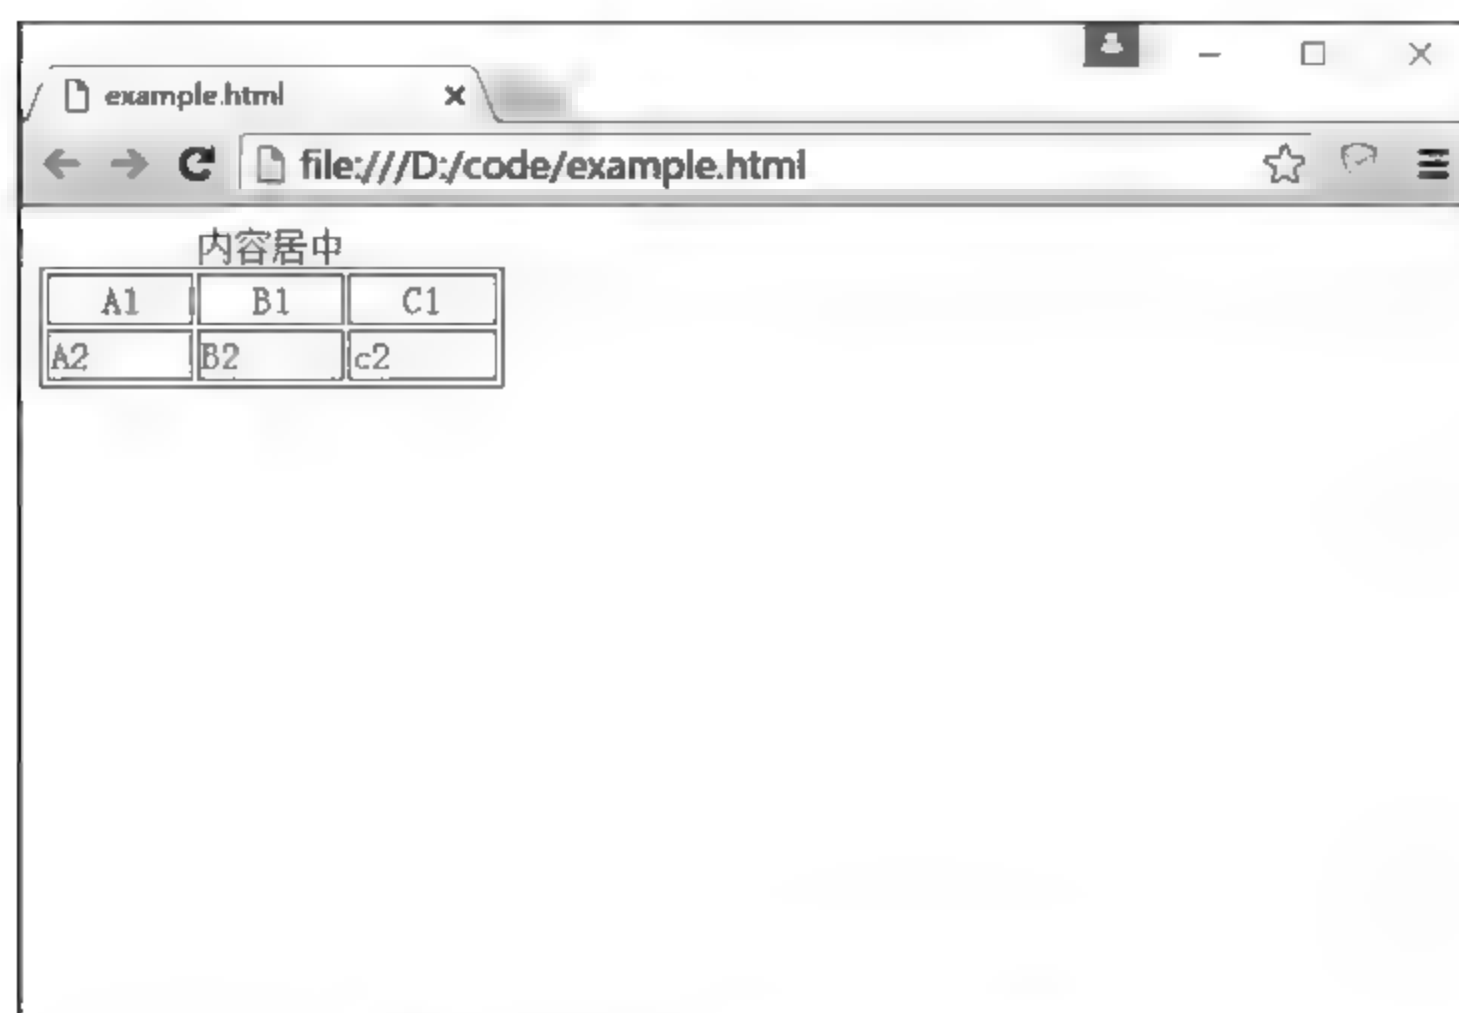 example.html
file:///D:/code/example.html
内容居中
A1 B1 C1
A2 B2 c2